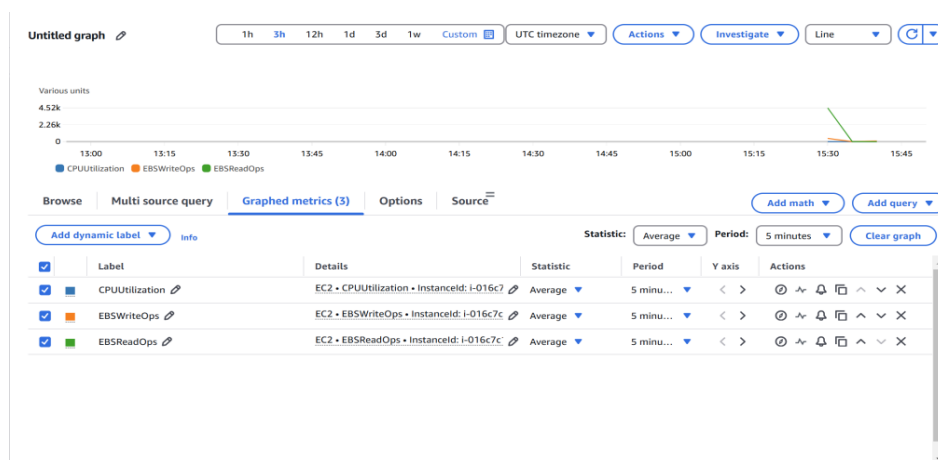 Untitled graph 1h 3h 12h 1d 3d 1w Custom UTC timezone Actions Investigate Line
Various units
4.52k
2.26k
0
13:00 13:15 13:30 13:45 14:00 14:15 14:30 14:45 15:00 15:15 15:30 15:45
CPUUtilization EBSWriteOps EBSReadOps
Browse Multi source query Graphed metrics (3) Options Source Add math Add query
Add dynamic label Info Statistic: Average Period: 5 minutes Clear graph
Label Details Statistic Period Y axis Actions
CPUUtilization EC2 • CPUUtilization • InstanceId: i-016c7 Average 5 minu...
EBSWriteOps EC2 • EBSWriteOps • InstanceId: i-016c7c Average 5 minu...
EBSReadOps EC2 • EBSReadOps • InstanceId: i-016c7c Average 5 minu...